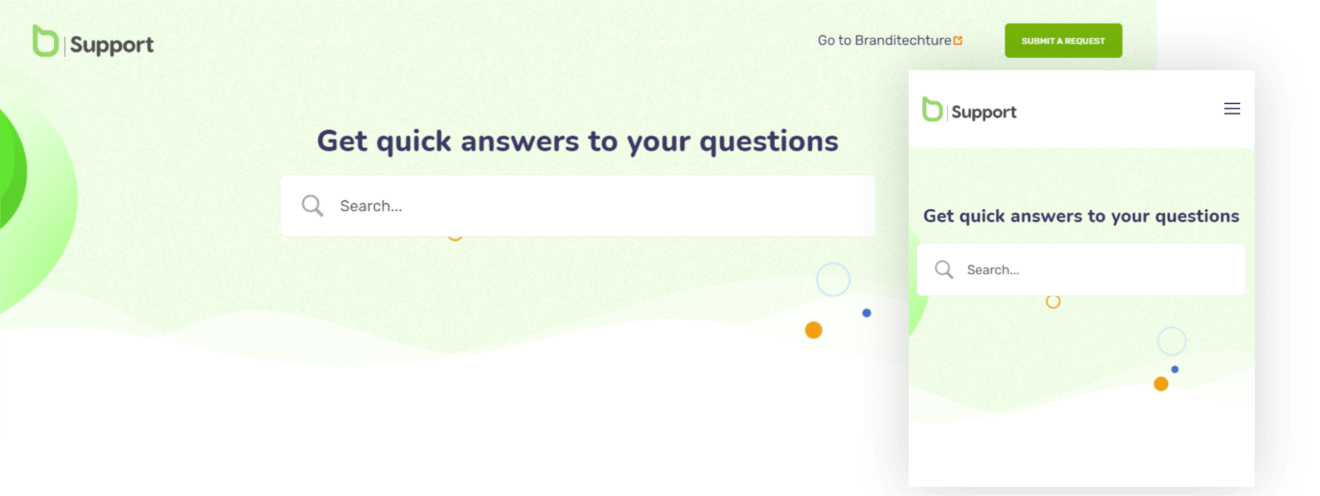 Support
Go to Branditechture
SUBMIT A REQUEST
Get quick answers to your questions
Search...
Support
Get quick answers to your questions
Search...